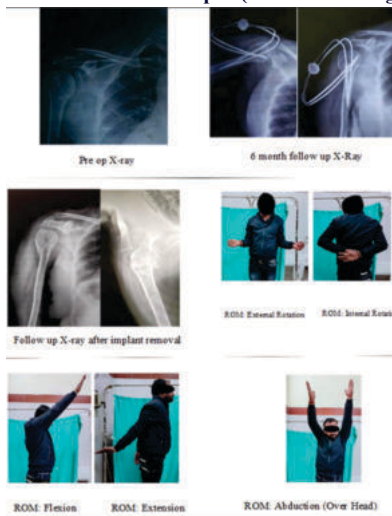 Pre op X-ray
6 month follow up X-Ray
Follow up X-ray after implant removal
ROM: External Rotation
ROM: Internal
ROM: Flexion
ROM: Extension
ROM: Abduction (Over Head)